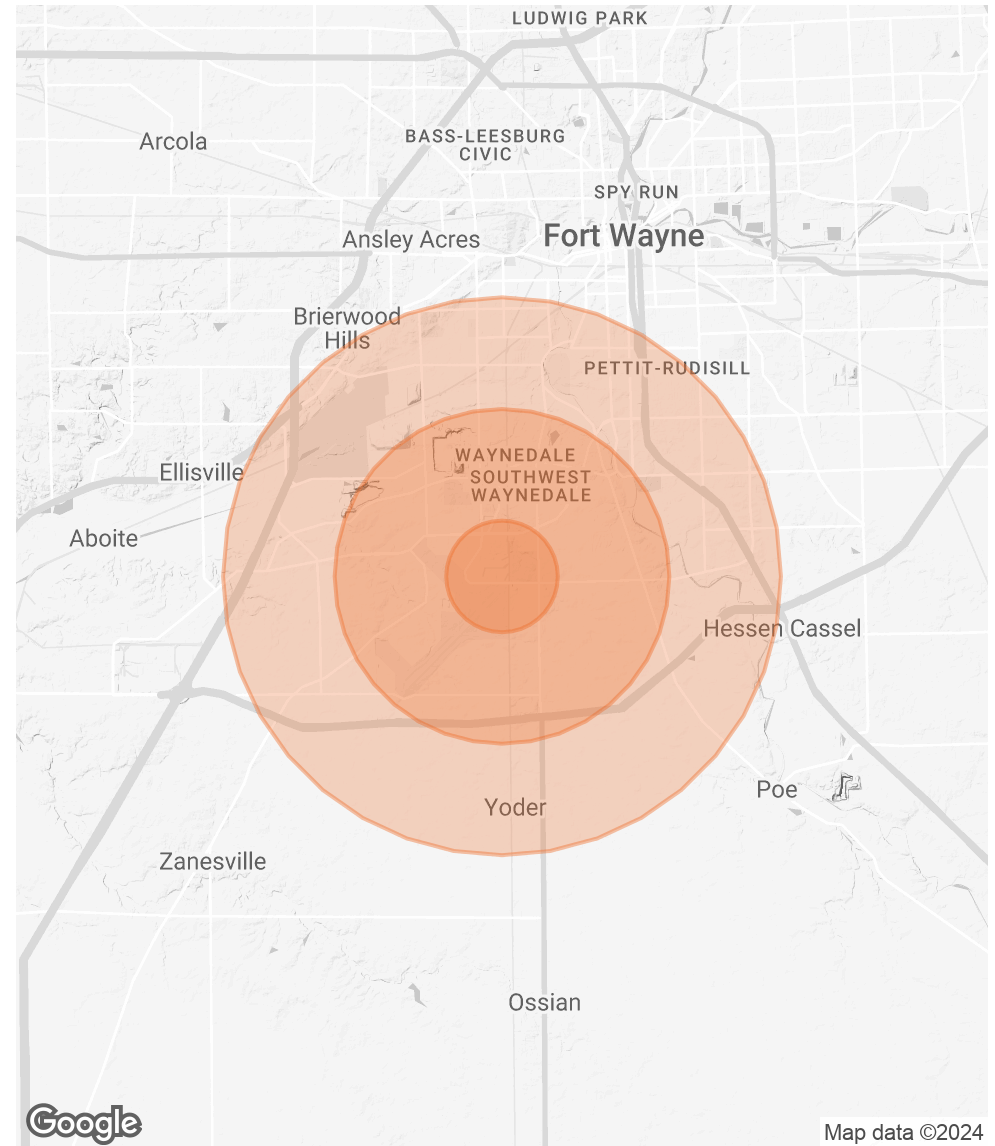 LUDWIG PARK
BASS-LEESBURG
CIVIC
Arcola
SPY RUN
Ansley Acres
Fort Wayne
Brierwood
Hills
PETTIT-RUDISILL
WAYNEDALE
Ellisville
SOUTHWEST
WAYNEDALE
Aboite
Hessen Cassel
Poe
Yoder
Zanesville
Ossian
Google
Map data ©2024